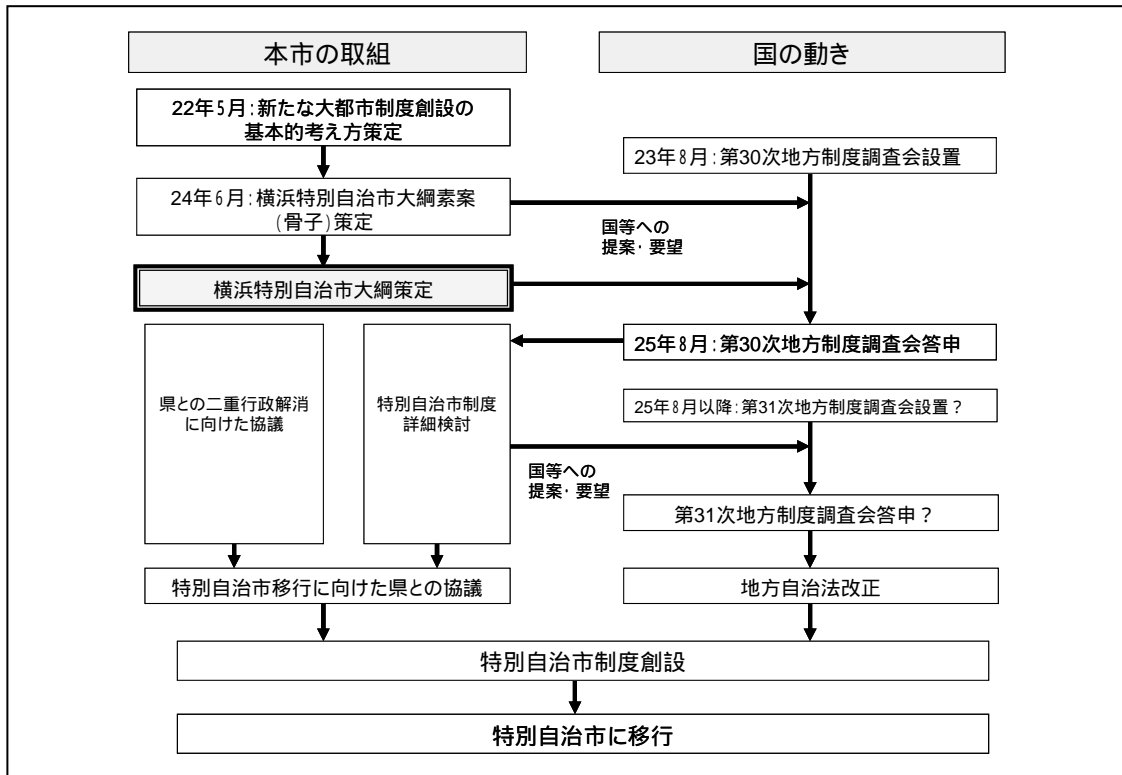 本市の取組
国の動き
22年5月:新たな大都市制度創設の
基本的考え方策定
23年8月:第30次地方制度調査会設置
24年6月:横浜特別自治市大綱素案
(骨子)策定
国等への
提案・要望
横浜特別自治市大綱策定
25年8月:第30次地方制度調査会答申
県との二重行政解消
に向けた協議
特別自治市制度
詳細検討
25年8月以降:第31次地方制度調査会設置?
国等への
提案・要望
第31次地方制度調査会答申?
特別自治市移行に向けた県との協議
地方自治法改正
特別自治市制度創設
特別自治市に移行